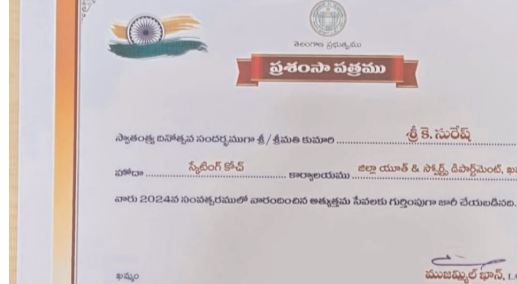 తెలంగాణ ప్రభుత్వము
ప్రశంసా పత్రము
స్వాతంత్ర్య దినోత్సవ సందర్భముగా శ్రీ / శ్రీమతి కుమారి .................... శ్రీ కె. సురేష్
హోదా .......... స్కేటింగ్ కోచ్ .......... కార్యాలయము .... జిల్లా యూత్ & స్పోర్ట్స్ డిపార్ట్‌మెంట్,
వారు 2024వ సంవత్సరములో వారందించిన అత్యుత్తమ సేవలకు గుర్తింపుగా జారీ చేయబడినది.
ఖమ్మం
ముజమ్మిల్ ఖాన్,